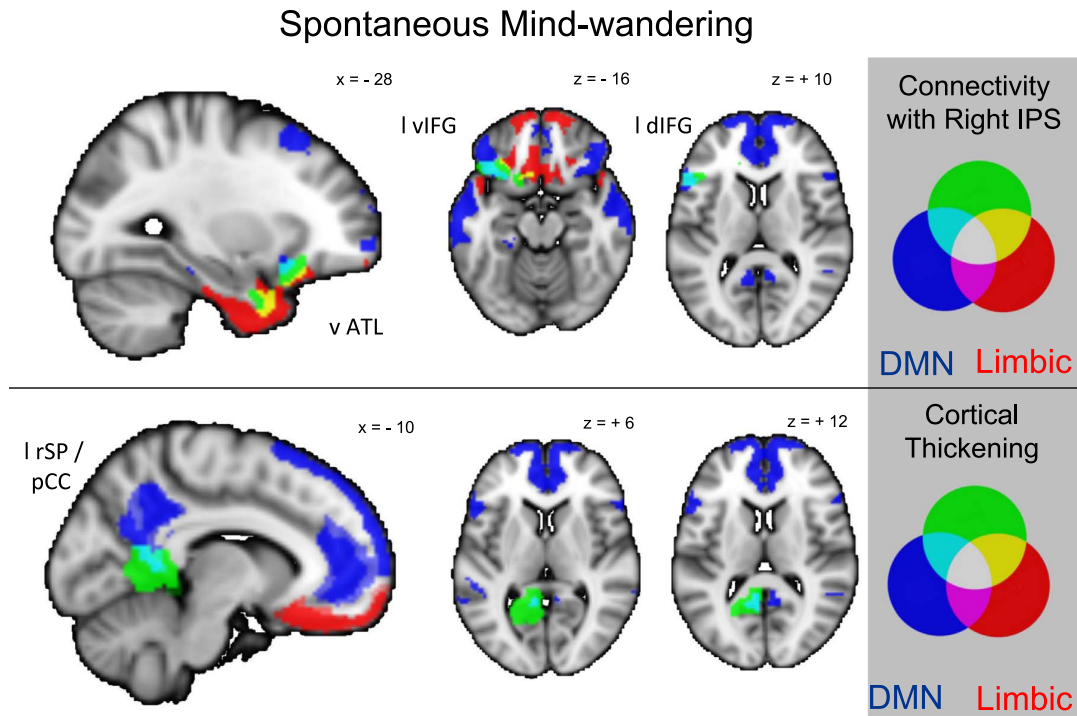 Spontaneous Mind-wandering
x = - 28
z = - 16
z = + 10
l vIFG
l dIFG
v ATL
Connectivity
with Right IPS
DMN Limbic
x = - 10
z = + 6
z = + 12
l rSP /
pCC
Cortical
Thickening
DMN Limbic